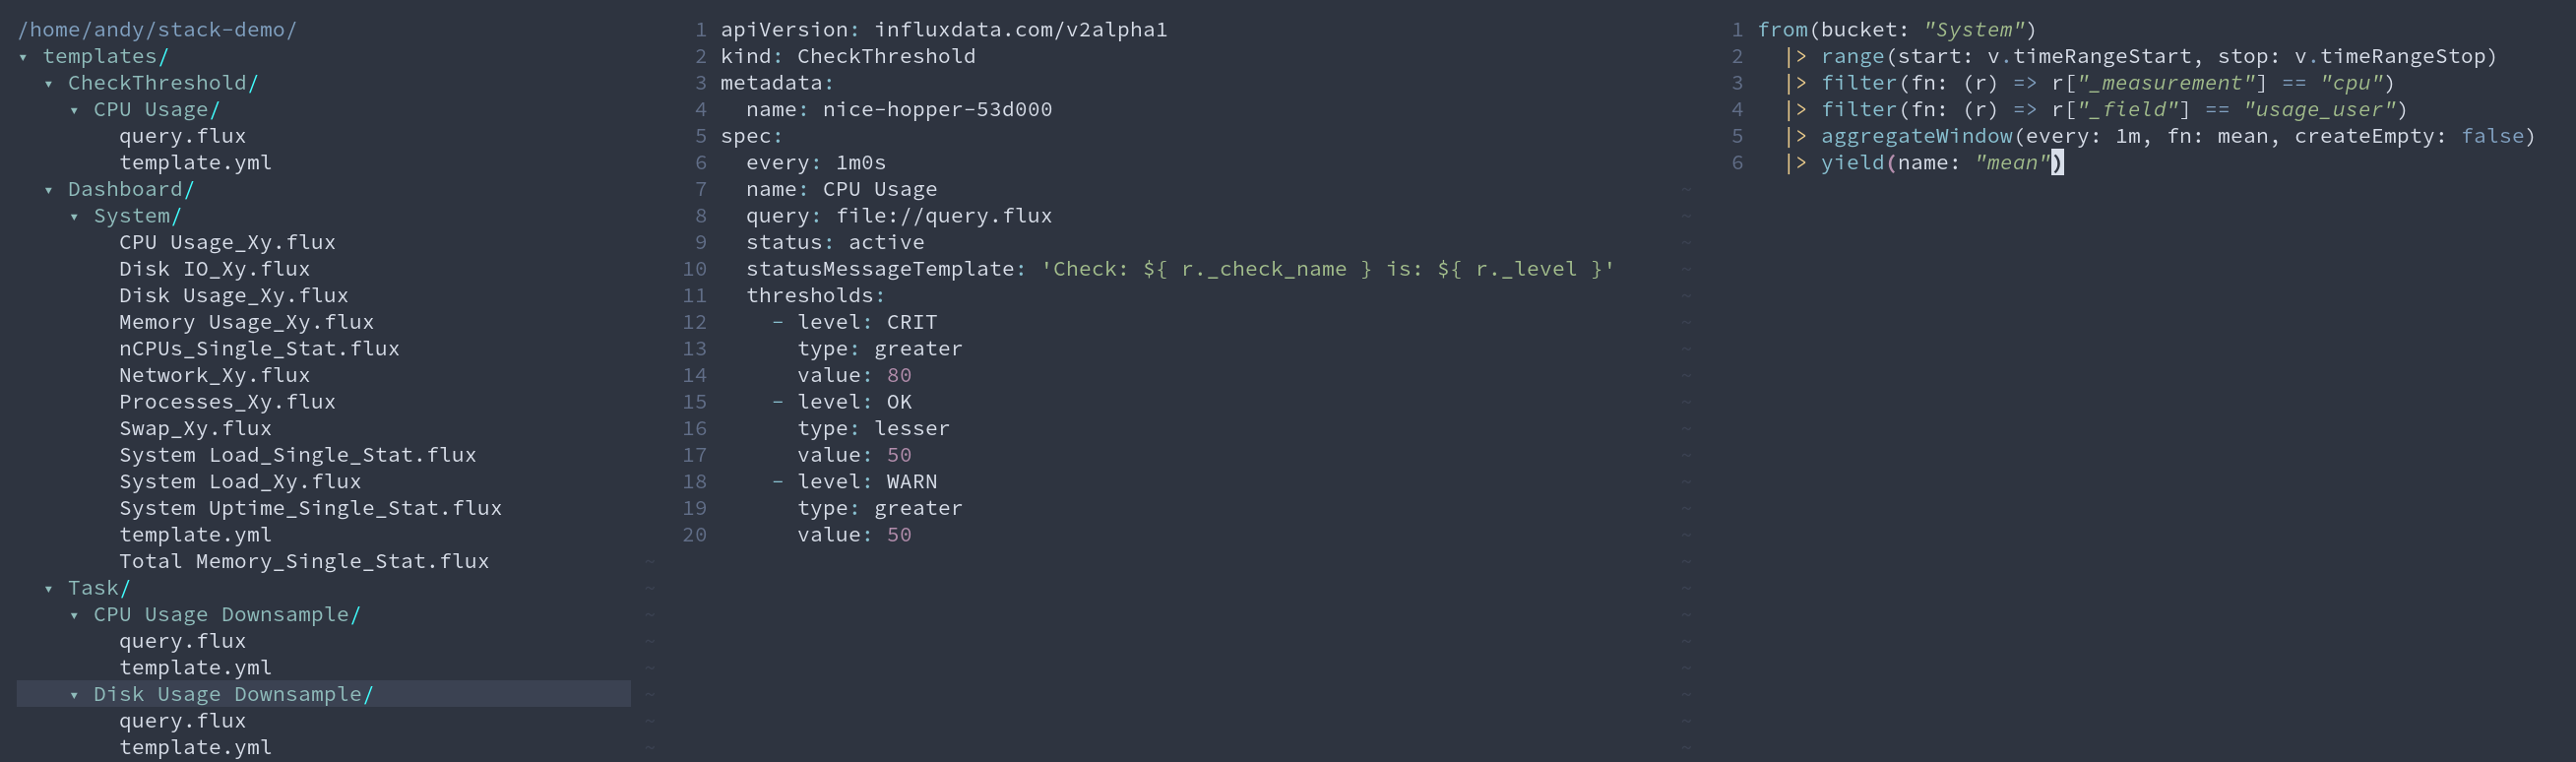 /home/andy/stack-demo/
▾ templates/
▾ CheckThreshold/
▾ CPU Usage/
query.flux
template.yml
▾ Dashboard/
▾ System/
CPU Usage_Xy.flux
Disk IO_Xy.flux
Disk Usage_Xy.flux
Memory Usage_Xy.flux
nCPUs_Single_Stat.flux
Network_Xy.flux
Processes_Xy.flux
Swap_Xy.flux
System Load_Single_Stat.flux
System Load_Xy.flux
System Uptime_Single_Stat.flux
template.yml
Total Memory_Single_Stat.flux
▾ Task/
▾ CPU Usage Downsample/
query.flux
template.yml
▾ Disk Usage Downsample/
query.flux
template.yml
1 apiVersion: influxdata.com/v2alpha1
2 kind: CheckThreshold
3 metadata:
4   name: nice-hopper-53d000
5 spec:
6   every: 1m0s
7   name: CPU Usage
8   query: file://query.flux
9   status: active
10   statusMessageTemplate: 'Check: ${ r._check_name } is: ${ r._level }'
11   thresholds:
12     - level: CRIT
13       type: greater
14       value: 80
15     - level: OK
16       type: lesser
17       value: 50
18     - level: WARN
19       type: greater
20       value: 50
1 from(bucket: "System")
2   |> range(start: v.timeRangeStart, stop: v.timeRangeStop)
3   |> filter(fn: (r) => r["_measurement"] == "cpu")
4   |> filter(fn: (r) => r["_field"] == "usage_user")
5   |> aggregateWindow(every: 1m, fn: mean, createEmpty: false)
6   |> yield(name: "mean")